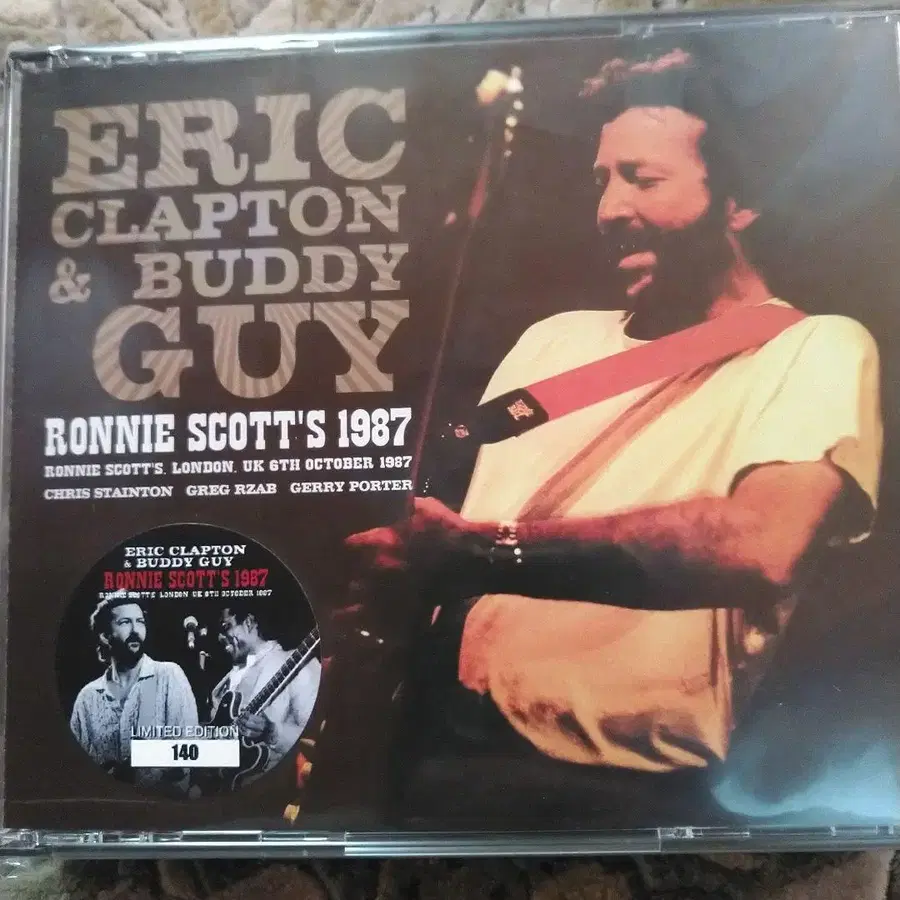 ERIC
CLAPTON
& BUDDY
GUY
RONNIE SCOTT'S 1987
RONNIE SCOTT'S, LONDON, UK 6TH OCTOBER 1987
CHRIS STAINTON GREG RZAB GERRY PORTER
ERIC CLAPTON
& BUDDY GUY
RONNIE SCOTT'S 1987
RONNIE SCOTT'S LONDON UK 6TH OCTOBER 1987
LIMITED EDITION
140